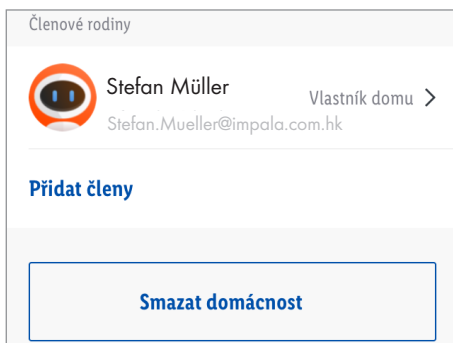 Členové rodiny
Stefan Müller
Vlastník domu
Stefan.Mueller@impala.com.hk
Přidat členy
Smazat domácnost